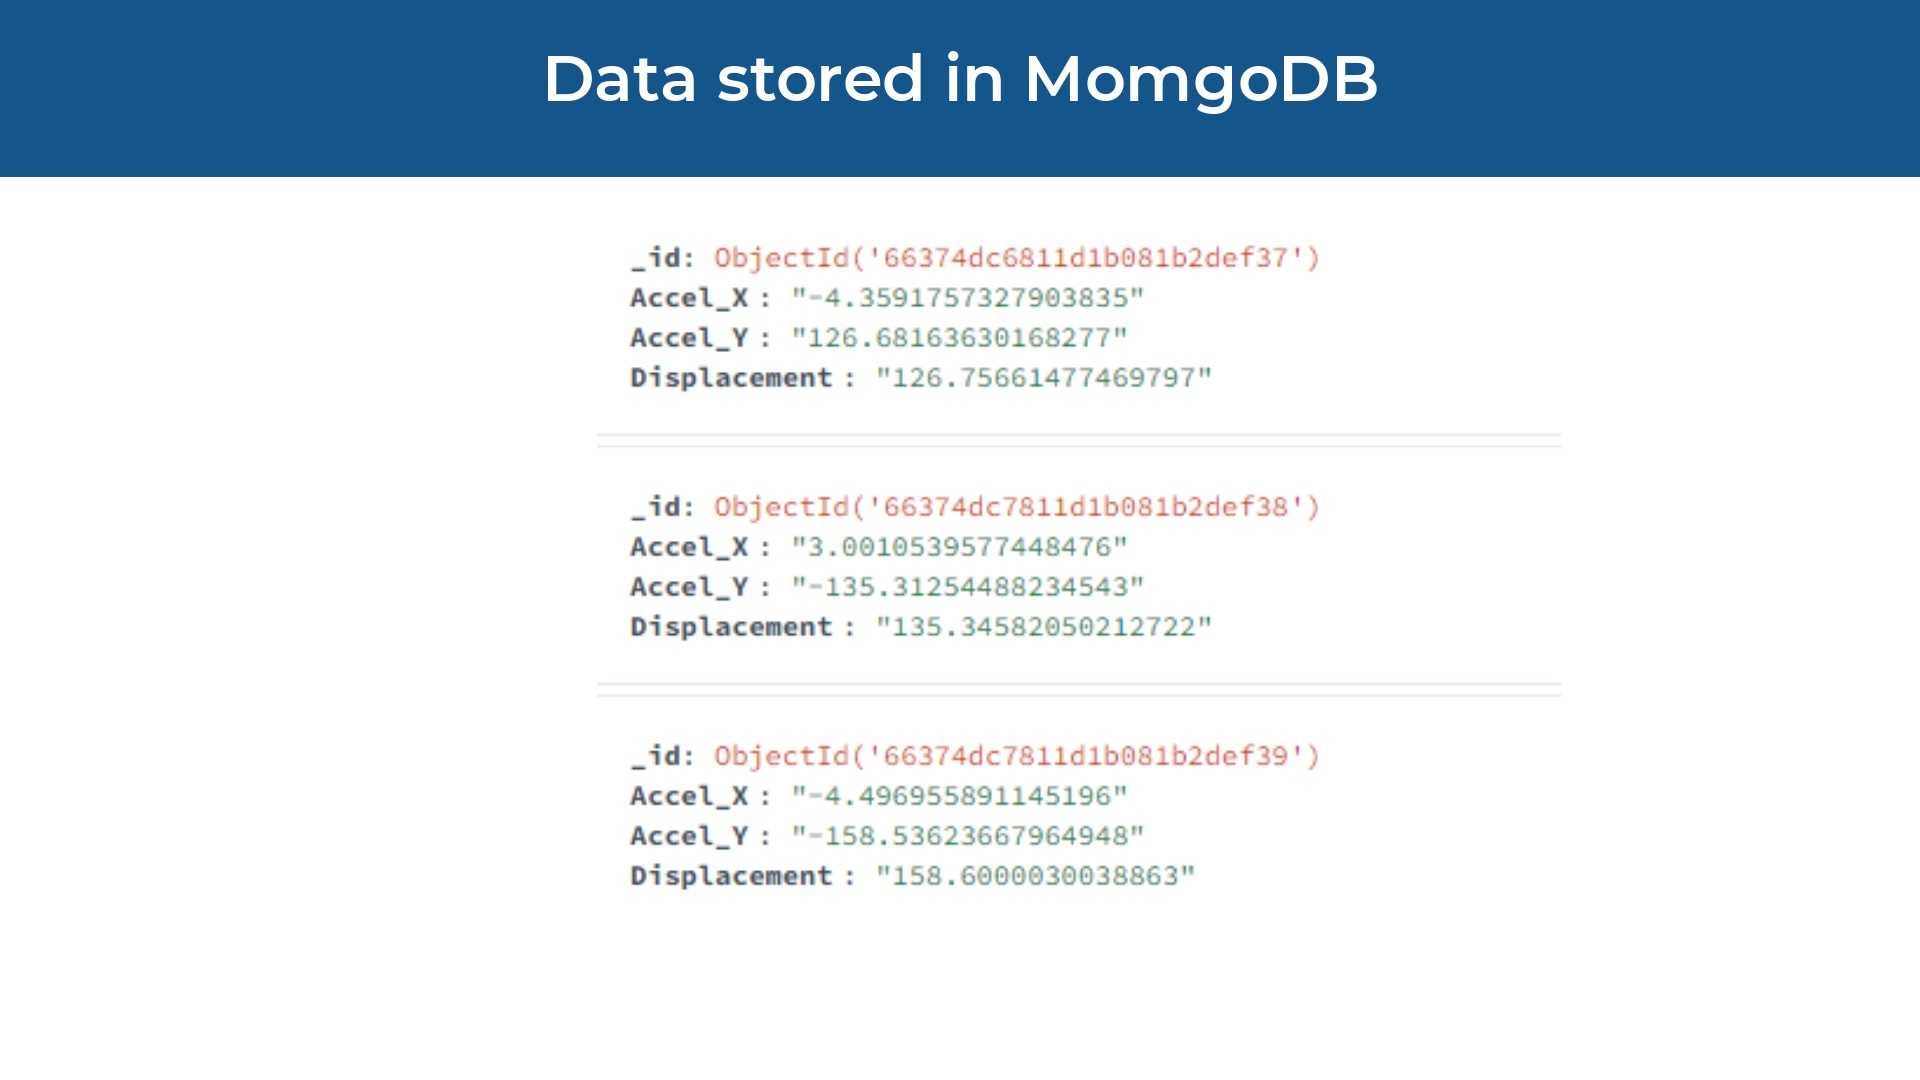 Data stored in MomgoDB
_id: ObjectId('66374dc6811d1b081b2def37')
Accel_X : "-4.3591757327903835"
Accel_Y : "126.68163630168277"
Displacement : "126.75661477469797"
_id: ObjectId('66374dc7811d1b081b2def38')
Accel_X : "3.0010539577448476"
Accel_Y : "-135.31254488234543"
Displacement : "135.34582050212722"
_id: ObjectId('66374dc7811d1b081b2def39')
Accel_X : "-4.496955891145196"
Accel_Y : "-158.53623667964948"
Displacement : "158.6000030038863"